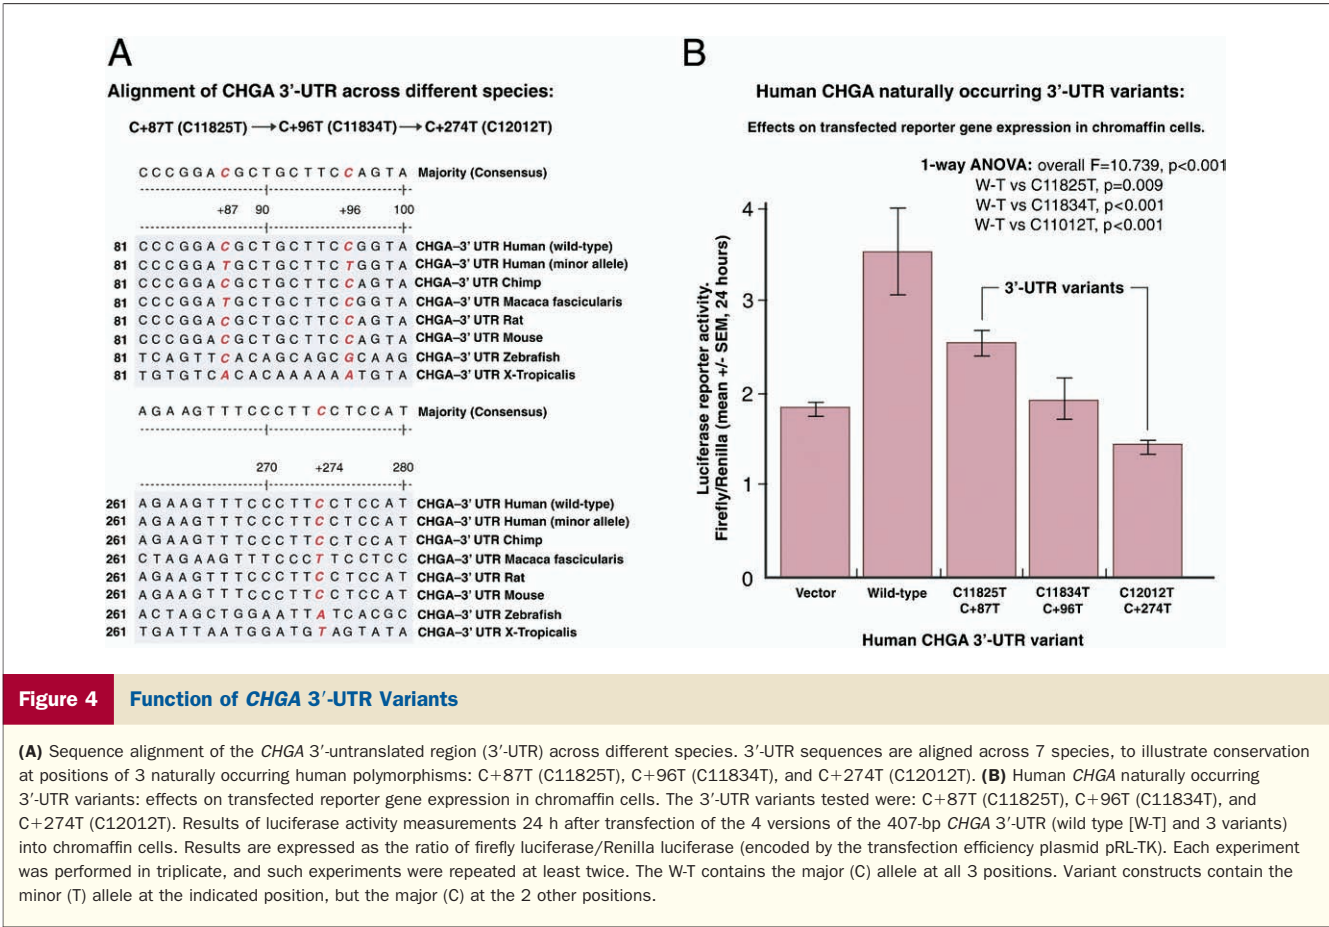 A
Alignment of CHGA 3'-UTR across different species:
C+87T (C11825T) → C+96T (C11834T) → C+274T (C12012T)
C C C G G A C G C T G C T T C C A G T A Majority (Consensus)
+87 90 +96 100
81 C C C G G A C G C T G C T T C C G G T A CHGA–3' UTR Human (wild-type)
81 C C C G G A T G C T G C T T C T G G T A CHGA–3' UTR Human (minor allele)
81 C C C G G A C G C T G C T T C C A G T A CHGA–3' UTR Chimp
81 C C C G G A T G C T G C T T C C G G T A CHGA–3' UTR Macaca fascicularis
81 C C C G G A C G C T G C T T C C A G T A CHGA–3' UTR Rat
81 C C C G G A C G C T G C T T C C A G T A CHGA–3' UTR Mouse
81 T C A G T T C A C A G C A G C G C A A G CHGA–3' UTR Zebrafish
81 T G T G T C A C A C A A A A A A T G T A CHGA–3' UTR X-Tropicalis
A G A A G T T T C C C T T C C T C C A T Majority (Consensus)
270 +274 280
261 A G A A G T T T C C C T T C C T C C A T CHGA–3' UTR Human (wild-type)
261 A G A A G T T T C C C T T C C T C C A T CHGA–3' UTR Human (minor allele)
261 A G A A G T T T C C C T T C C T C C A T CHGA–3' UTR Chimp
261 C T A G A A G T T T C C C T T C C T C C CHGA–3' UTR Macaca fascicularis
261 A G A A G T T T C C C T T C C T C C A T CHGA–3' UTR Rat
261 A G A A G T T T C C C T T C C T C C A T CHGA–3' UTR Mouse
261 A C T A G C T G G A A T T A T C A C G C CHGA–3' UTR Zebrafish
261 T G A T T A A T G G A T G T A G T A T A CHGA–3' UTR X-Tropicalis
B
Human CHGA naturally occurring 3'-UTR variants:
Effects on transfected reporter gene expression in chromaffin cells.
1-way ANOVA: overall F=10.739, p<0.001
W-T vs C11825T, p=0.009
W-T vs C11834T, p<0.001
W-T vs C11012T, p<0.001
Luciferase reporter activity.
Firefly/Renilla (mean +/- SEM, 24 hours)
4
3
2
1
0
3'-UTR variants
Vector Wild-type C11825T C11834T C12012T
C+87T C+96T C+274T
Human CHGA 3'-UTR variant
Figure 4 Function of CHGA 3′-UTR Variants
(A) Sequence alignment of the CHGA 3′-untranslated region (3′-UTR) across different species. 3′-UTR sequences are aligned across 7 species, to illustrate conservation
at positions of 3 naturally occurring human polymorphisms: C+87T (C11825T), C+96T (C11834T), and C+274T (C12012T). (B) Human CHGA naturally occurring
3′-UTR variants: effects on transfected reporter gene expression in chromaffin cells. The 3′-UTR variants tested were: C+87T (C11825T), C+96T (C11834T), and
C+274T (C12012T). Results of luciferase activity measurements 24 h after transfection of the 4 versions of the 407-bp CHGA 3′-UTR (wild type [W-T] and 3 variants)
into chromaffin cells. Results are expressed as the ratio of firefly luciferase/Renilla luciferase (encoded by the transfection efficiency plasmid pRL-TK). Each experiment
was performed in triplicate, and such experiments were repeated at least twice. The W-T contains the major (C) allele at all 3 positions. Variant constructs contain the
minor (T) allele at the indicated position, but the major (C) at the 2 other positions.